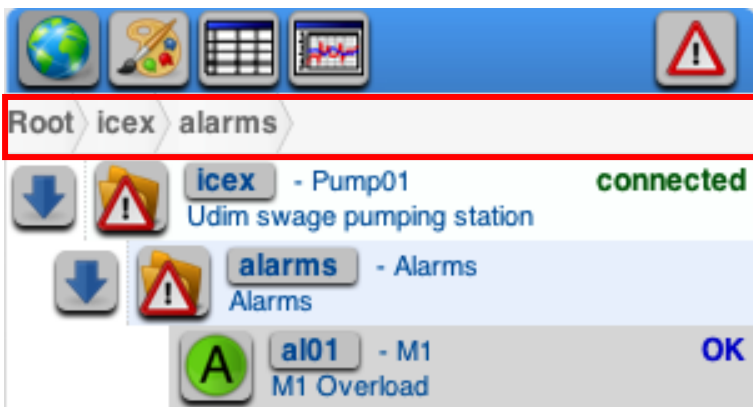 Root icex alarms
icex - Pump01 connected
Udim swage pumping station
alarms - Alarms
Alarms
A al01 - M1 OK
M1 Overload